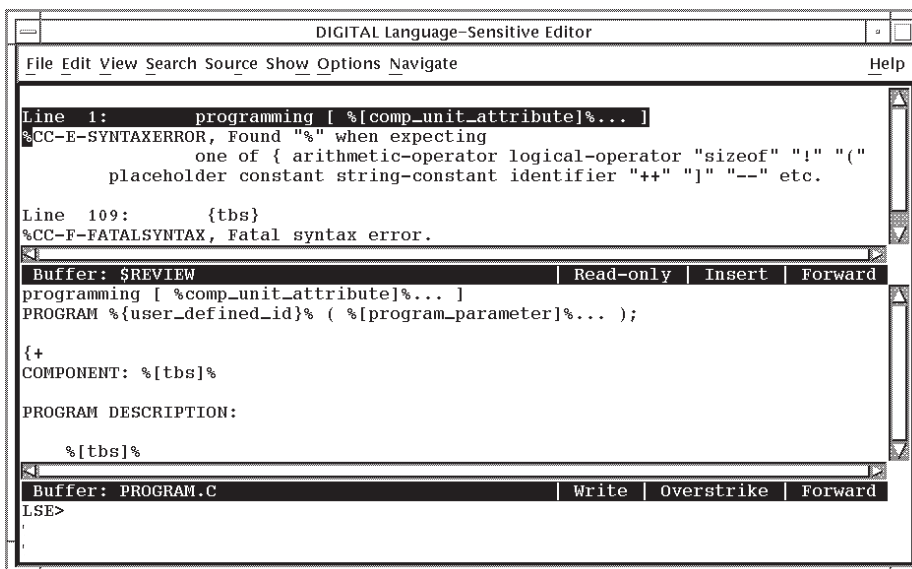 DIGITAL Language-Sensitive Editor
File Edit View Search Source Show Options Navigate Help
Line 1: programming [ %[comp_unit_attribute]%... ]
%CC-E-SYNTAXERROR, Found "%" when expecting
one of { arithmetic-operator logical-operator "sizeof" "!" "("
placeholder constant string-constant identifier "++" "]" "--" etc.
Line 109: {tbs}
%CC-F-FATALSYNTAX, Fatal syntax error.
Buffer: $REVIEW | Read-only | Insert | Forward
programming [ %comp_unit_attribute]%... ]
PROGRAM %{user_defined_id}% ( %[program_parameter]%... );
{+
COMPONENT: %[tbs]%
PROGRAM DESCRIPTION:
%[tbs]%
Buffer: PROGRAM.C | Write | Overstrike | Forward
LSE>